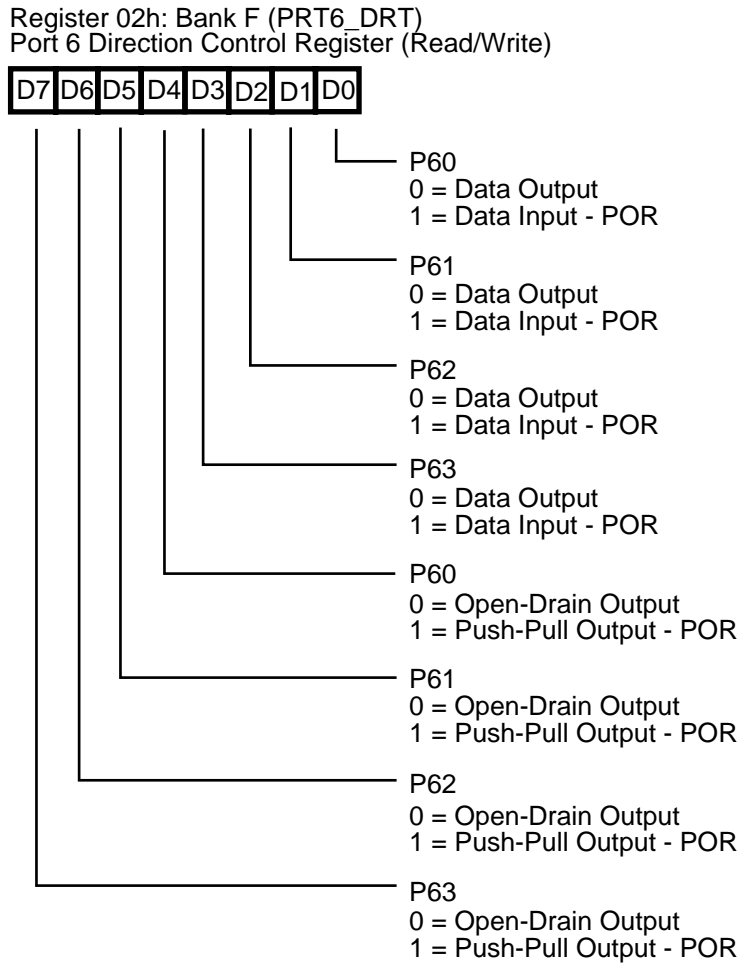 Register 02h: Bank F (PRT6_DRT)
Port 6 Direction Control Register (Read/Write)
D7 D6 D5 D4 D3 D2 D1 D0
P60
0 = Data Output
1 = Data Input - POR
P61
0 = Data Output
1 = Data Input - POR
P62
0 = Data Output
1 = Data Input - POR
P63
0 = Data Output
1 = Data Input - POR
P60
0 = Open-Drain Output
1 = Push-Pull Output - POR
P61
0 = Open-Drain Output
1 = Push-Pull Output - POR
P62
0 = Open-Drain Output
1 = Push-Pull Output - POR
P63
0 = Open-Drain Output
1 = Push-Pull Output - POR